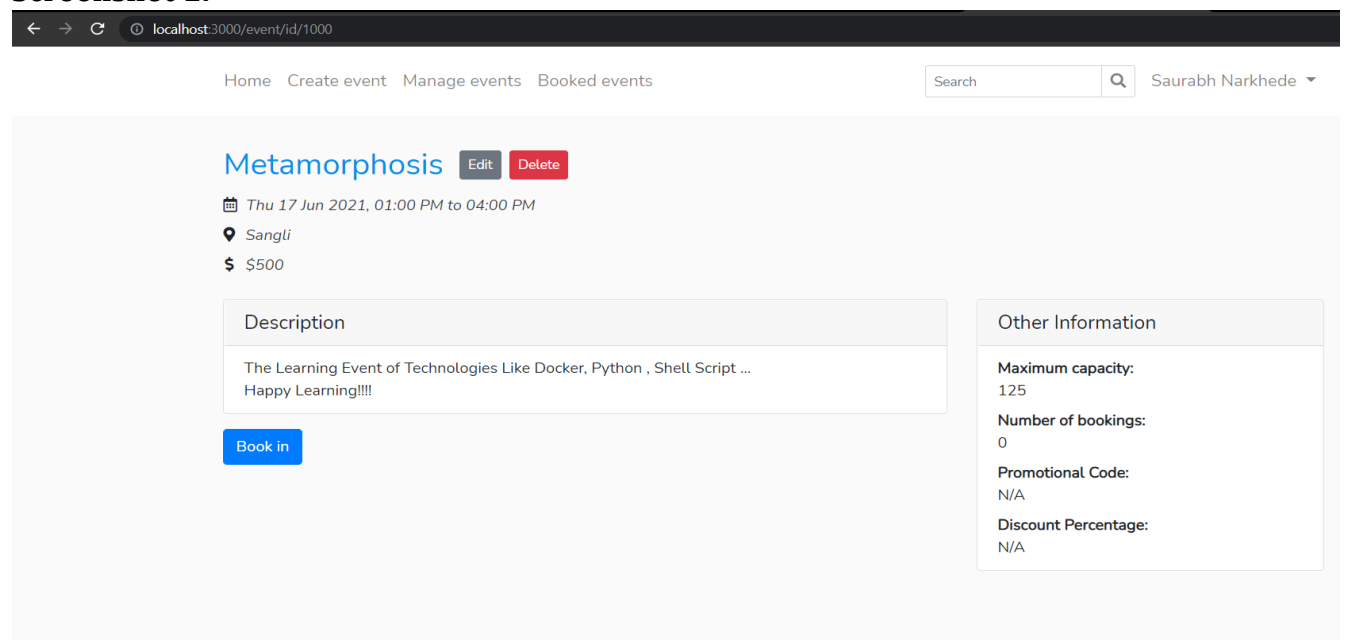 localhost:3000/event/id/1000
Home Create event Manage events Booked events Search Saurabh Narkhede
Metamorphosis Edit Delete
Thu 17 Jun 2021, 01:00 PM to 04:00 PM
Sangli
$ $500
Description
The Learning Event of Technologies Like Docker, Python , Shell Script ...
Happy Learning!!!!
Book in
Other Information
Maximum capacity:
125
Number of bookings:
0
Promotional Code:
N/A
Discount Percentage:
N/A